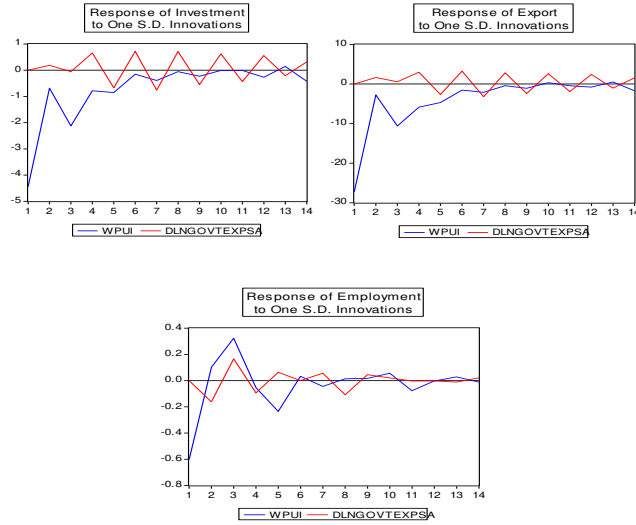 Response of Investment
to One S.D. Innovations
1
0
-1
-2
-3
-4
-5
1 2 3 4 5 6 7 8 9 10 11 12 13 14
WPUI DLNGOVTEXPSA
Response of Export
to One S.D. Innovations
10
0
-10
-20
-30
1 2 3 4 5 6 7 8 9 10 11 12 13 14
WPUI DLNGOVTEXPSA
Response of Employment
to One S.D. Innovations
0.4
0.2
0.0
-0.2
-0.4
-0.6
-0.8
1 2 3 4 5 6 7 8 9 10 11 12 13 14
WPUI DLNGOVTEXPSA